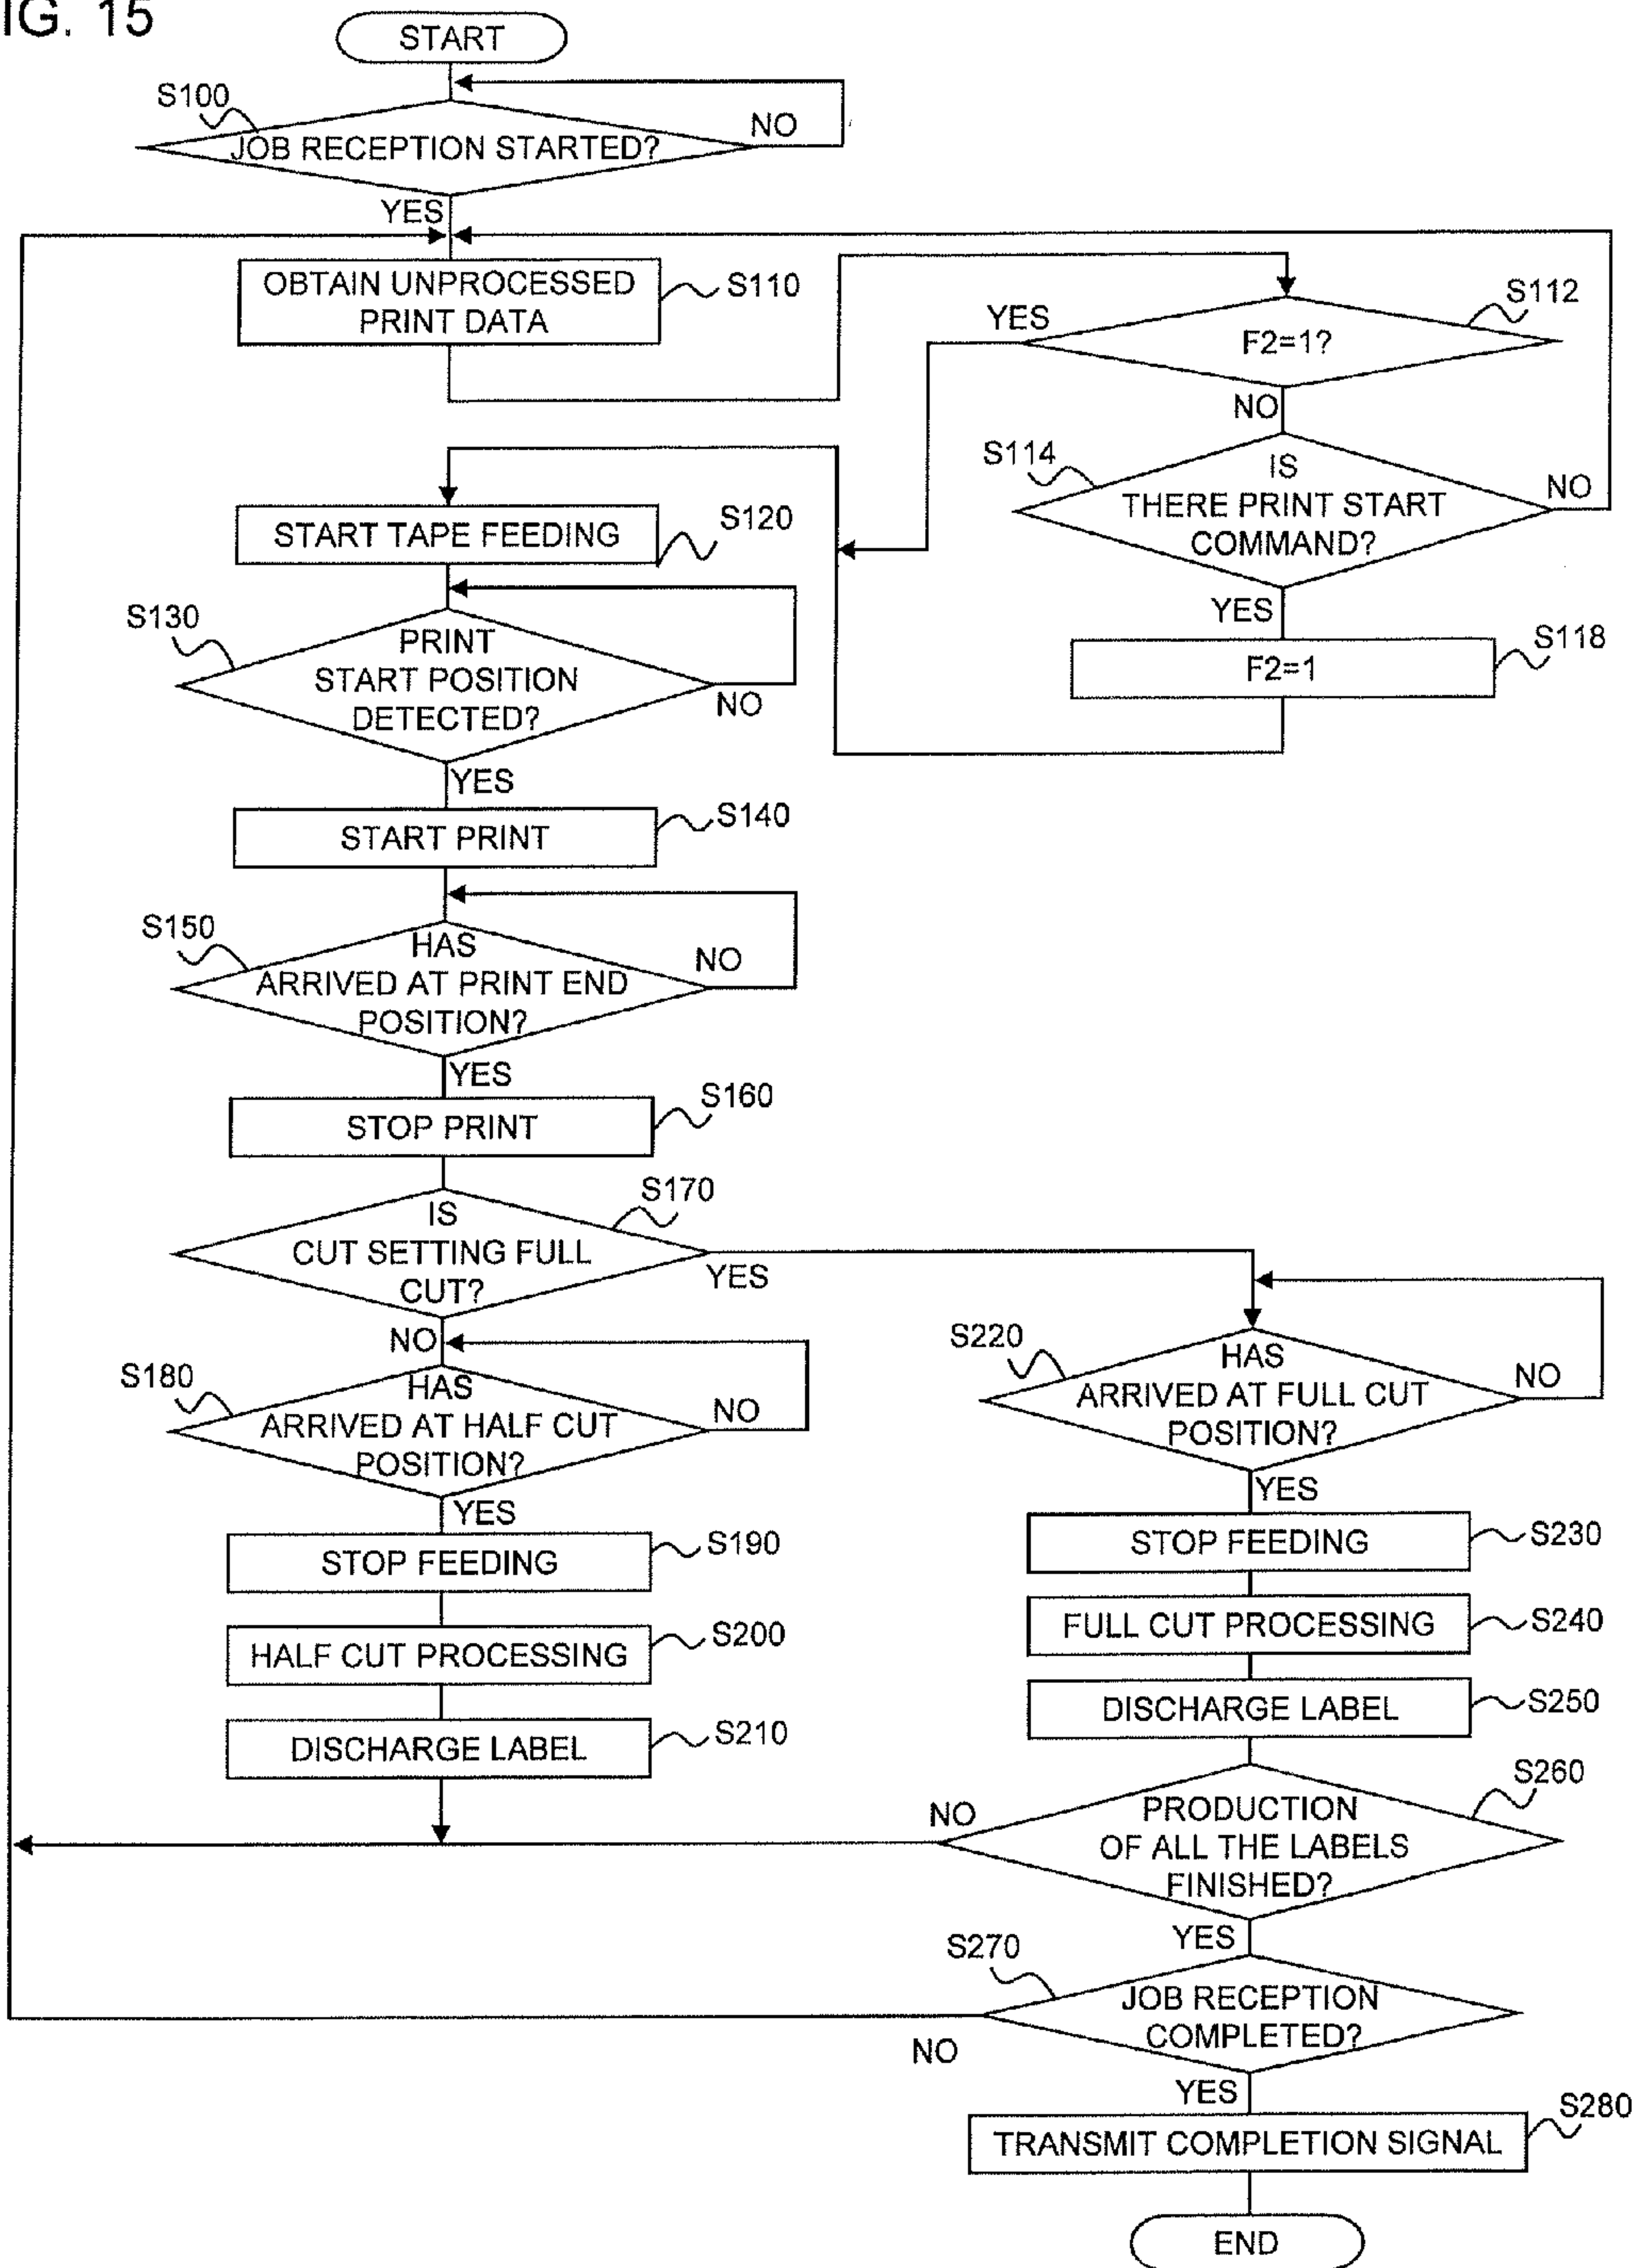 IG. 15
START
S100
JOB RECEPTION STARTED?
NO
YES
OBTAIN UNPROCESSED
PRINT DATA
S110
S112
YES
F2=1?
NO
S114
IS
THERE PRINT START
COMMAND?
NO
YES
S118
F2=1
START TAPE FEEDING
S120
S130
PRINT
START POSITION
DETECTED?
NO
YES
START PRINT
S140
S150
HAS
ARRIVED AT PRINT END
POSITION?
NO
YES
STOP PRINT
S160
S170
IS
CUT SETTING FULL
CUT?
YES
NO
S180
HAS
ARRIVED AT HALF CUT
POSITION?
NO
YES
STOP FEEDING
S190
HALF CUT PROCESSING
S200
DISCHARGE LABEL
S210
S220
HAS
ARRIVED AT FULL CUT
POSITION?
NO
YES
STOP FEEDING
S230
FULL CUT PROCESSING
S240
DISCHARGE LABEL
S250
S260
NO
PRODUCTION
OF ALL THE LABELS
FINISHED?
YES
S270
JOB RECEPTION
COMPLETED?
NO
YES
S280
TRANSMIT COMPLETION SIGNAL
END